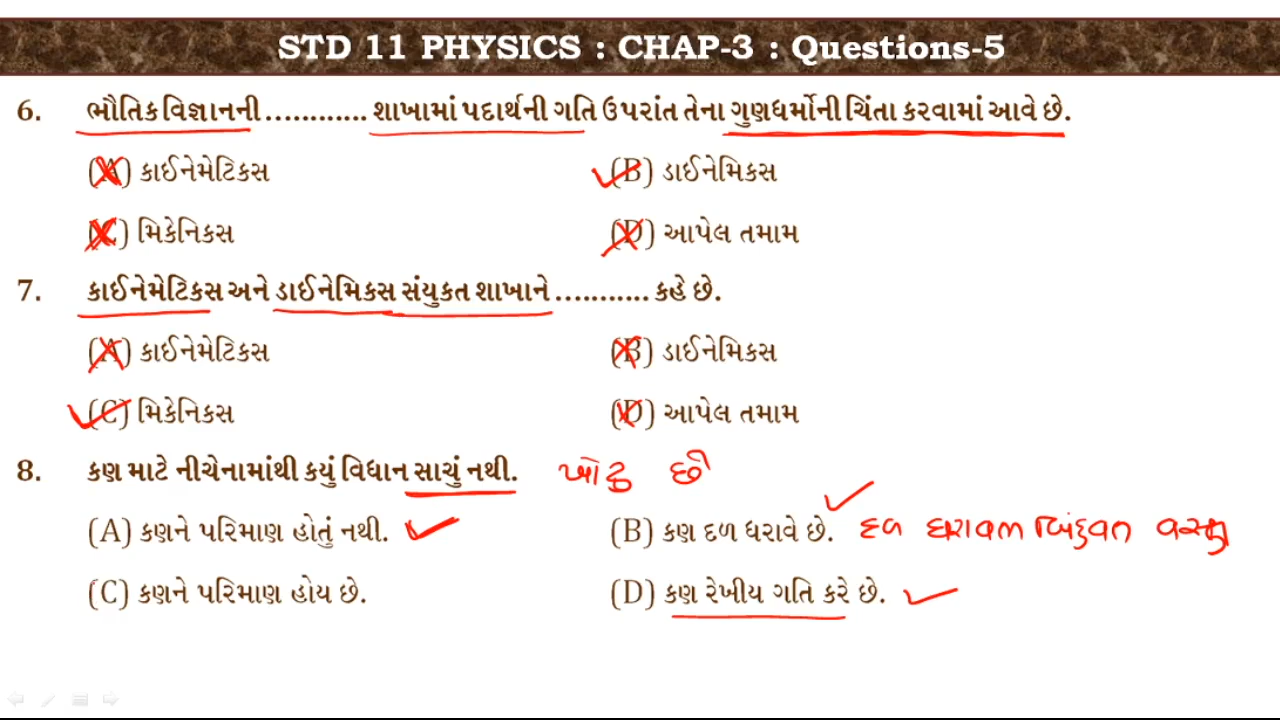 STD 11 PHYSICS : CHAP-3 : Questions-5
6. ભૌતિક વિજ્ઞાનની ............ શાખામાં પદાર્થની ગતિ ઉપરાંત તેના ગુણધર્મોની ચિંતા કરવામાં આવે છે.
(A) કાઈનેમેટિકસ (B) ડાઈનેમિકસ
(C) મિકેનિકસ (D) આપેલ તમામ
7. કાઈનેમેટિકસ અને ડાઈનેમિકસ સંયુકત શાખાને ........... કહે છે.
(A) કાઈનેમેટિકસ (B) ડાઈનેમિકસ
(C) મિકેનિકસ (D) આપેલ તમામ
8. કણ માટે નીચેનામાંથી કયું વિધાન સાચું નથી. ખોટુ છે
(A) કણને પરિમાણ હોતું નથી. (B) કણ દળ ધરાવે છે. દળ ધરાવતી બિંદુવત વસ્તુ
(C) કણને પરિમાણ હોય છે. (D) કણ રેખીય ગતિ કરે છે.